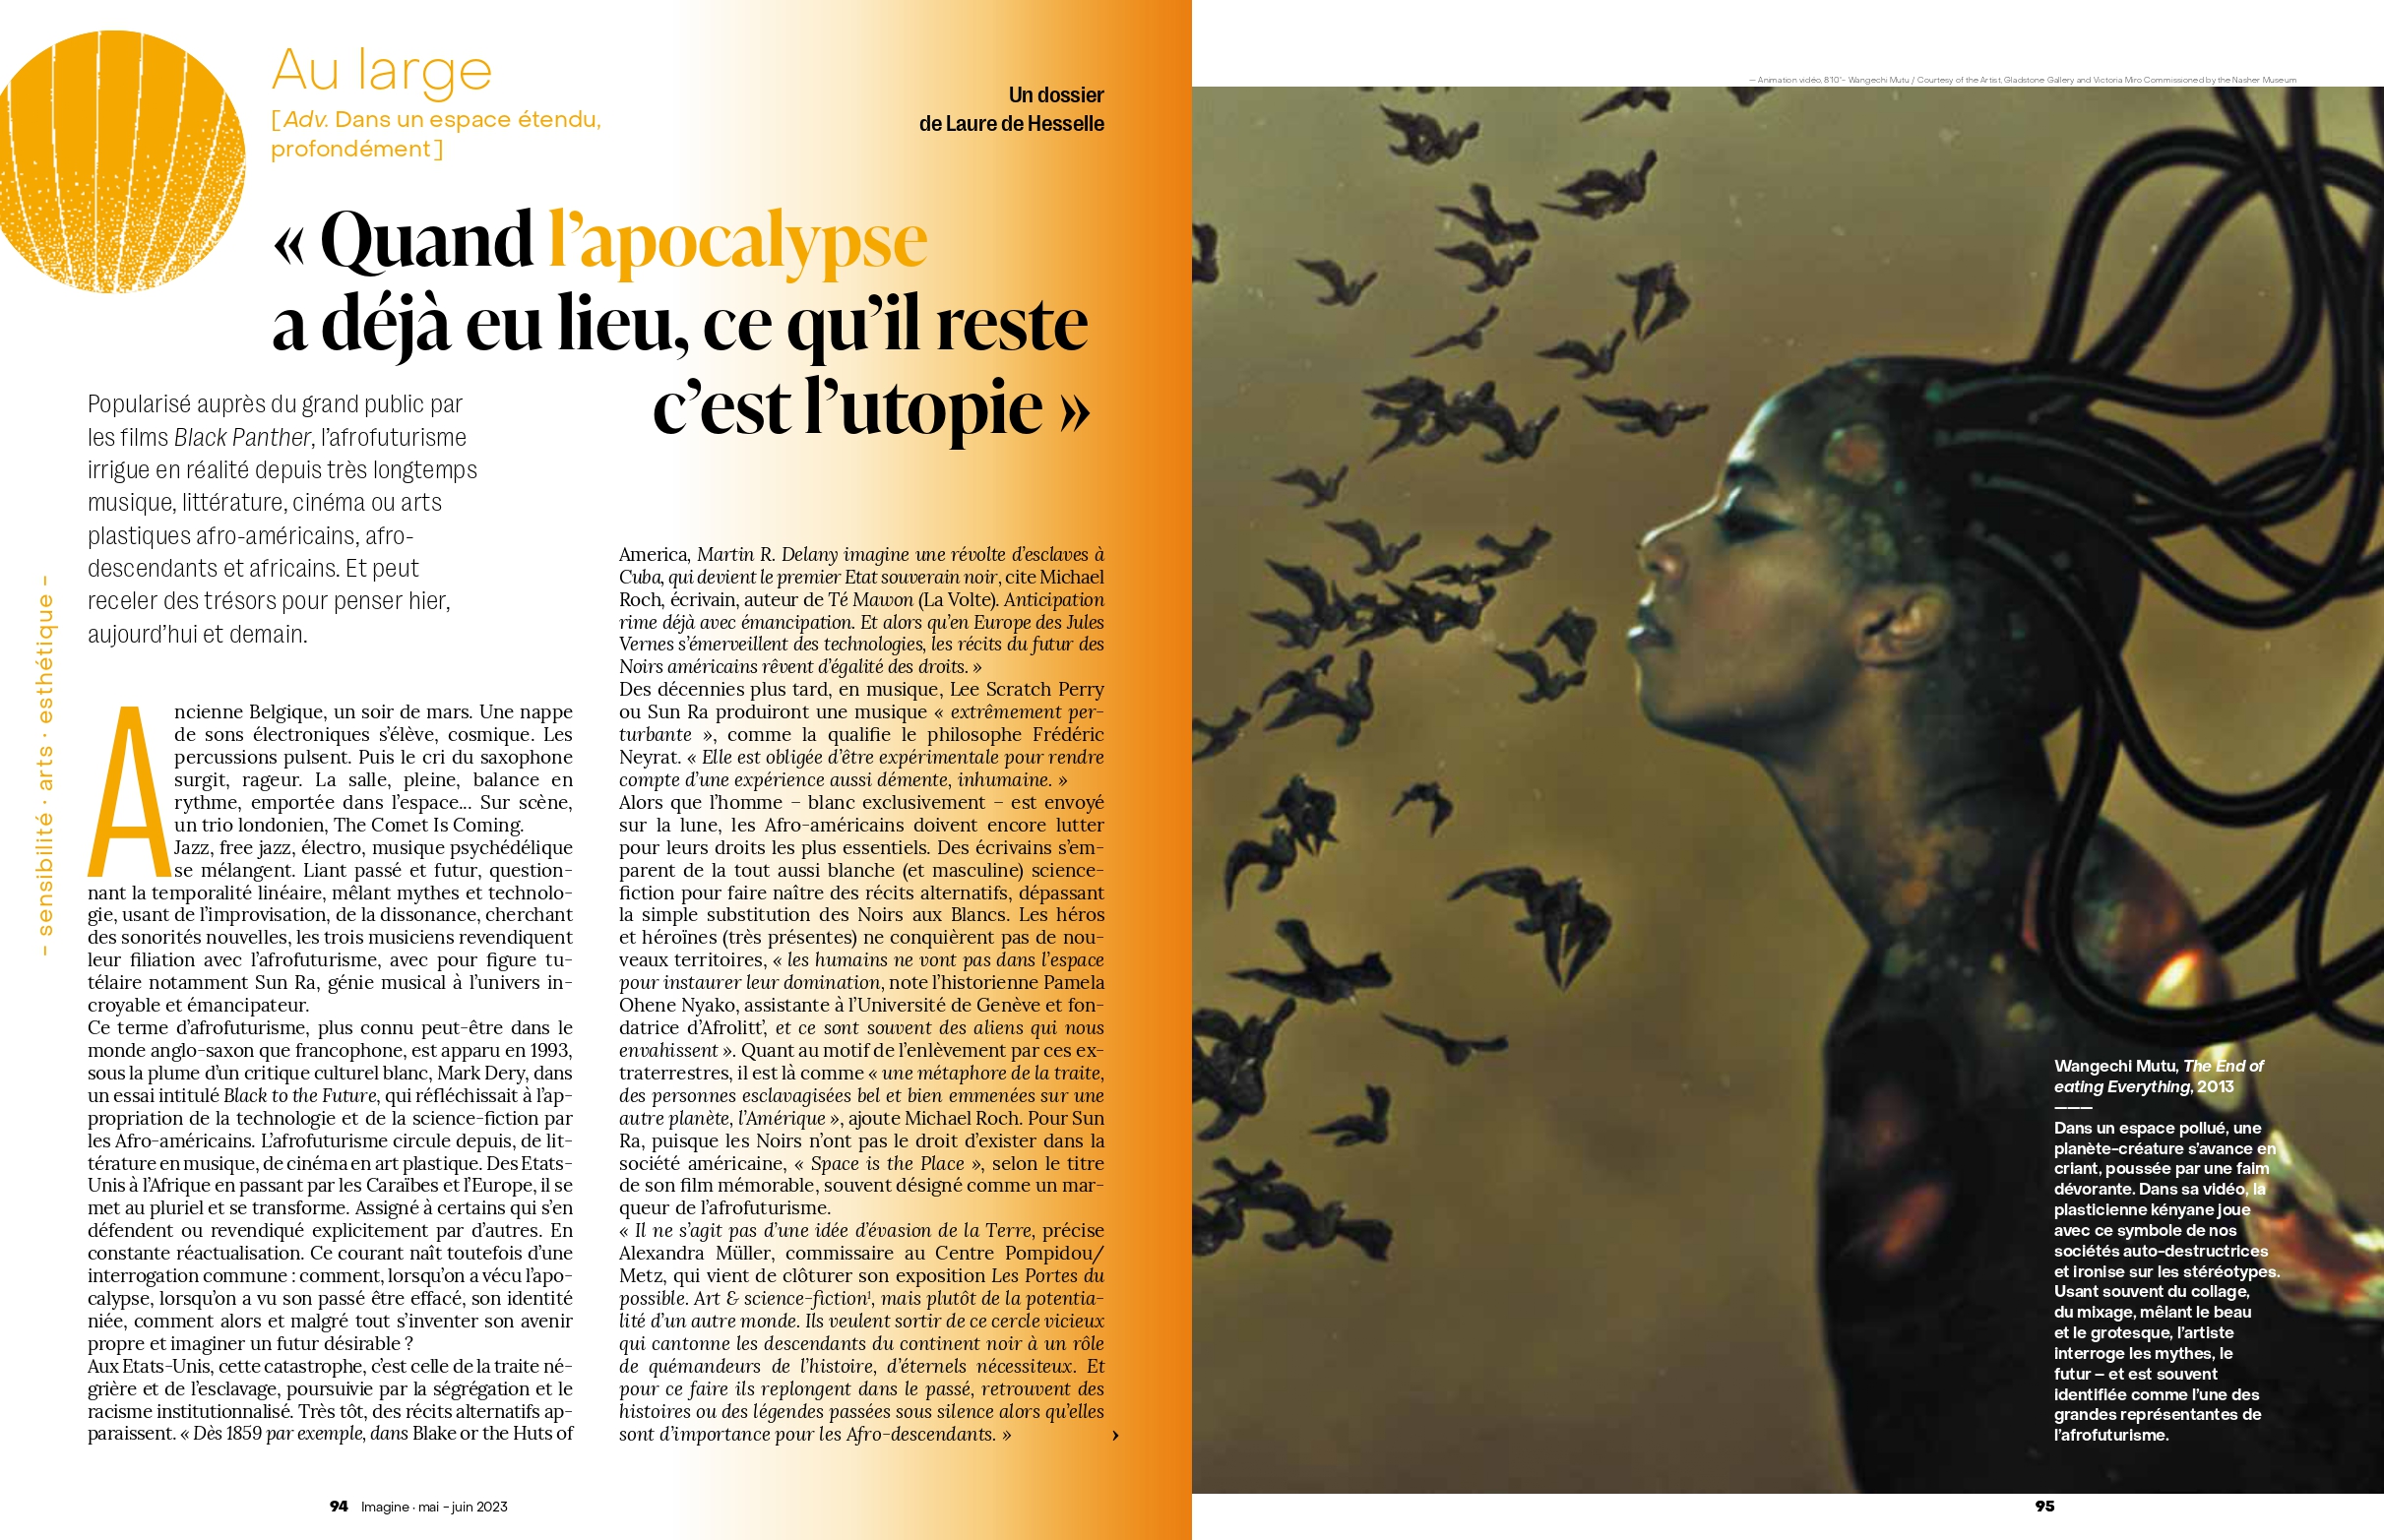 Au large
[Adv. Dans un espace étendu,
profondément]
Un dossier
de Laure de Hesselle
« Quand l’apocalypse
a déjà eu lieu, ce qu’il reste
c’est l’utopie »
Popularisé auprès du grand public par
les films Black Panther, l’afrofuturisme
irrigue en réalité depuis très longtemps
musique, littérature, cinéma ou arts
plastiques afro-américains, afro-
descendants et africains. Et peut
receler des trésors pour penser hier,
aujourd’hui et demain.
– sensibilité · arts · esthétique –
Ancienne Belgique, un soir de mars. Une nappe
de sons électroniques s’élève, cosmique. Les
percussions pulsent. Puis le cri du saxophone
surgit, rageur. La salle, pleine, balance en
rythme, emportée dans l’espace... Sur scène,
un trio londonien, The Comet Is Coming.
Jazz, free jazz, électro, musique psychédélique
se mélangent. Liant passé et futur, question-
nant la temporalité linéaire, mêlant mythes et technolo-
gie, usant de l’improvisation, de la dissonance, cherchant
des sonorités nouvelles, les trois musiciens revendiquent
leur filiation avec l’afrofuturisme, avec pour figure tu-
télaire notamment Sun Ra, génie musical à l’univers in-
croyable et émancipateur.
Ce terme d’afrofuturisme, plus connu peut-être dans le
monde anglo-saxon que francophone, est apparu en 1993,
sous la plume d’un critique culturel blanc, Mark Dery, dans
un essai intitulé Black to the Future, qui réfléchissait à l’ap-
propriation de la technologie et de la science-fiction par
les Afro-américains. L’afrofuturisme circule depuis, de lit-
térature en musique, de cinéma en art plastique. Des Etats-
Unis à l’Afrique en passant par les Caraïbes et l’Europe, il se
met au pluriel et se transforme. Assigné à certains qui s’en
défendent ou revendiqué explicitement par d’autres. En
constante réactualisation. Ce courant naît toutefois d’une
interrogation commune : comment, lorsqu’on a vécu l’apo-
calypse, lorsqu’on a vu son passé être effacé, son identité
niée, comment alors et malgré tout s’inventer son avenir
propre et imaginer un futur désirable ?
Aux Etats-Unis, cette catastrophe, c’est celle de la traite né-
grière et de l’esclavage, poursuivie par la ségrégation et le
racisme institutionnalisé. Très tôt, des récits alternatifs ap-
paraissent. « Dès 1859 par exemple, dans Blake or the Huts of
America, Martin R. Delany imagine une révolte d’esclaves à
Cuba, qui devient le premier Etat souverain noir, cite Michael
Roch, écrivain, auteur de Té Mawon (La Volte). Anticipation
rime déjà avec émancipation. Et alors qu’en Europe des Jules
Vernes s’émerveillent des technologies, les récits du futur des
Noirs américains rêvent d’égalité des droits. »
Des décennies plus tard, en musique, Lee Scratch Perry
ou Sun Ra produiront une musique « extrêmement per-
turbante », comme la qualifie le philosophe Frédéric
Neyrat. « Elle est obligée d’être expérimentale pour rendre
compte d’une expérience aussi démente, inhumaine. »
Alors que l’homme – blanc exclusivement – est envoyé
sur la lune, les Afro-américains doivent encore lutter
pour leurs droits les plus essentiels. Des écrivains s’em-
parent de la tout aussi blanche (et masculine) science-
fiction pour faire naître des récits alternatifs, dépassant
la simple substitution des Noirs aux Blancs. Les héros
et héroïnes (très présentes) ne conquièrent pas de nou-
veaux territoires, « les humains ne vont pas dans l’espace
pour instaurer leur domination, note l’historienne Pamela
Ohene Nyako, assistante à l’Université de Genève et fon-
datrice d’Afrolitt’, et ce sont souvent des aliens qui nous
envahissent ». Quant au motif de l’enlèvement par ces ex-
traterrestres, il est là comme « une métaphore de la traite,
des personnes esclavagisées bel et bien emmenées sur une
autre planète, l’Amérique », ajoute Michael Roch. Pour Sun
Ra, puisque les Noirs n’ont pas le droit d’exister dans la
société américaine, « Space is the Place », selon le titre
de son film mémorable, souvent désigné comme un mar-
queur de l’afrofuturisme.
« Il ne s’agit pas d’une idée d’évasion de la Terre, précise
Alexandra Müller, commissaire au Centre Pompidou/
Metz, qui vient de clôturer son exposition Les Portes du
possible. Art & science-fiction¹, mais plutôt de la potentia-
lité d’un autre monde. Ils veulent sortir de ce cercle vicieux
qui cantonne les descendants du continent noir à un rôle
de quémandeurs de l’histoire, d’éternels nécessiteux. Et
pour ce faire ils replongent dans le passé, retrouvent des
histoires ou des légendes passées sous silence alors qu’elles
sont d’importance pour les Afro-descendants. » ›
94 Imagine · mai – juin 2023
— Animation vidéo, 8'10"– Wangechi Mutu / Courtesy of the Artist, Gladstone Gallery and Victoria Miro Commissioned by the Nasher Museum
Wangechi Mutu, The End of
eating Everything, 2013
———
Dans un espace pollué, une
planète-créature s’avance en
criant, poussée par une faim
dévorante. Dans sa vidéo, la
plasticienne kényane joue
avec ce symbole de nos
sociétés auto-destructrices
et ironise sur les stéréotypes.
Usant souvent du collage,
du mixage, mêlant le beau
et le grotesque, l’artiste
interroge les mythes, le
futur – et est souvent
identifiée comme l’une des
grandes représentantes de
l’afrofuturisme.
95